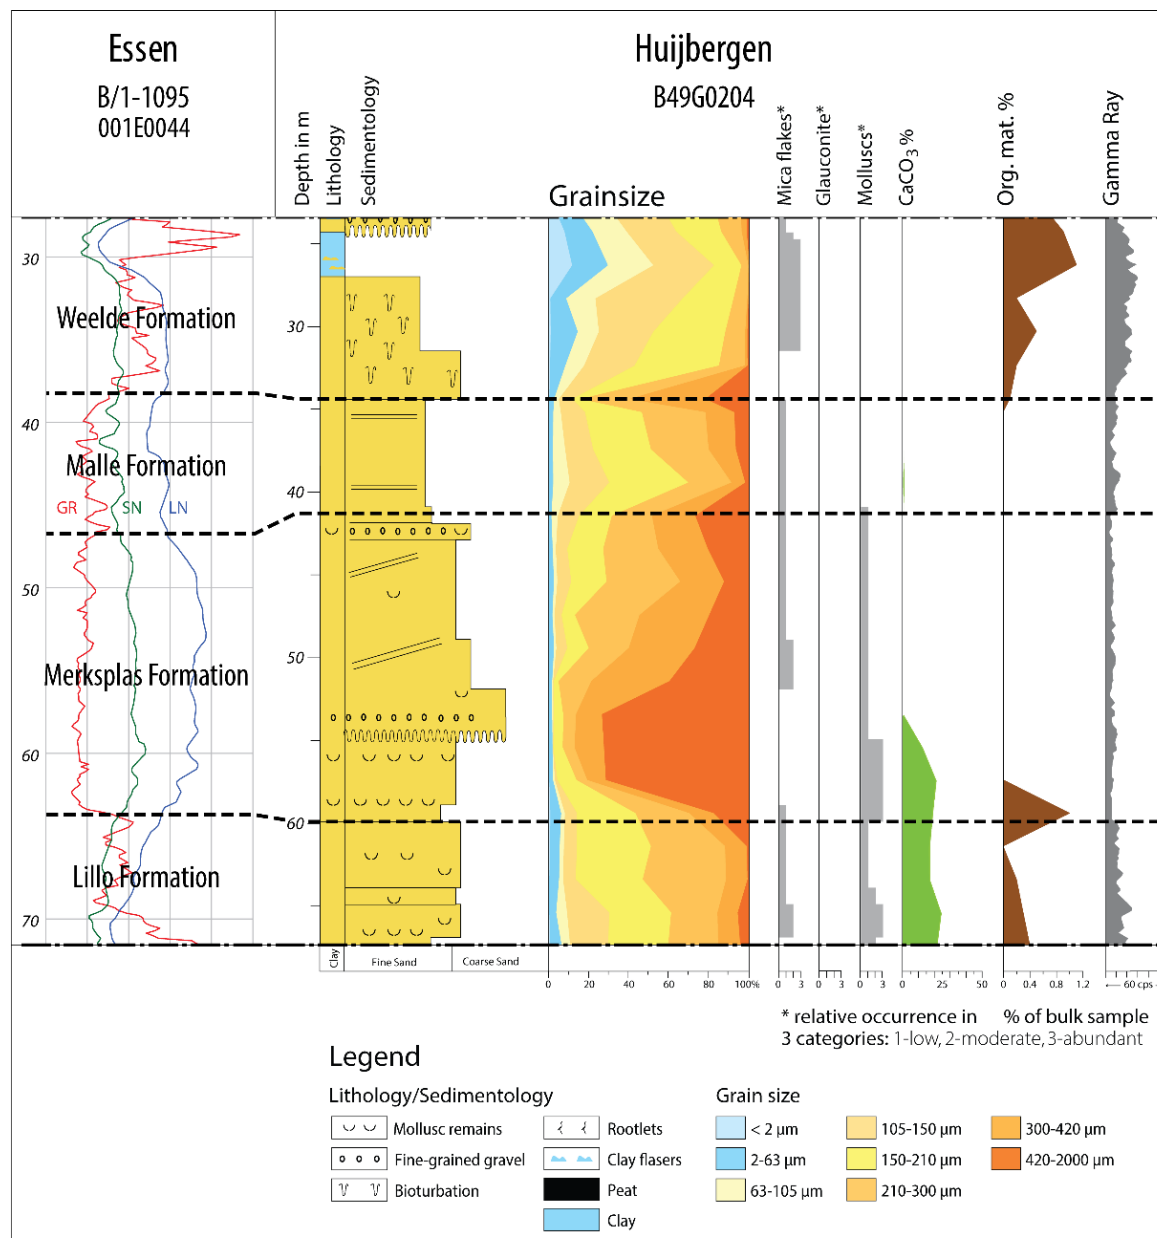 Essen
B/1-1095
001E0044
Huijbergen
B49G0204
Depth in m
Lithology
Sedimentology
Grainsize
Mica flakes*
Glauconite*
Molluscs*
CaCO3 %
Org. mat. %
Gamma Ray
30
Weelde Formation
30
40
Malle Formation
40
GR
SN
LN
50
50
Merksplas Formation
60
60
Lillo Formation
70
Clay
Fine Sand
Coarse Sand
0 20 40 60 80 100%
0 3
0 3
0 3
0 25 50
0 0.4 0.8 1.2
← 60 cps →
* relative occurrence in
3 categories: 1-low, 2-moderate, 3-abundant
% of bulk sample
Legend
Lithology/Sedimentology
Mollusc remains
Fine-grained gravel
Bioturbation
Rootlets
Clay flasers
Peat
Clay
Grain size
< 2 µm
2-63 µm
63-105 µm
105-150 µm
150-210 µm
210-300 µm
300-420 µm
420-2000 µm